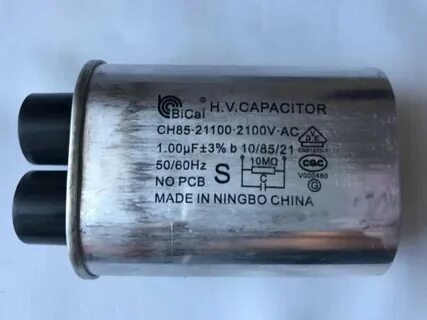 BiCai H.V.CAPACITOR
CH85-21100-2100V·AC
1.00µF±3% b 10/85/21
50/60Hz S 10MΩ C CQC
NO PCB V000480
MADE IN NINGBO CHINA